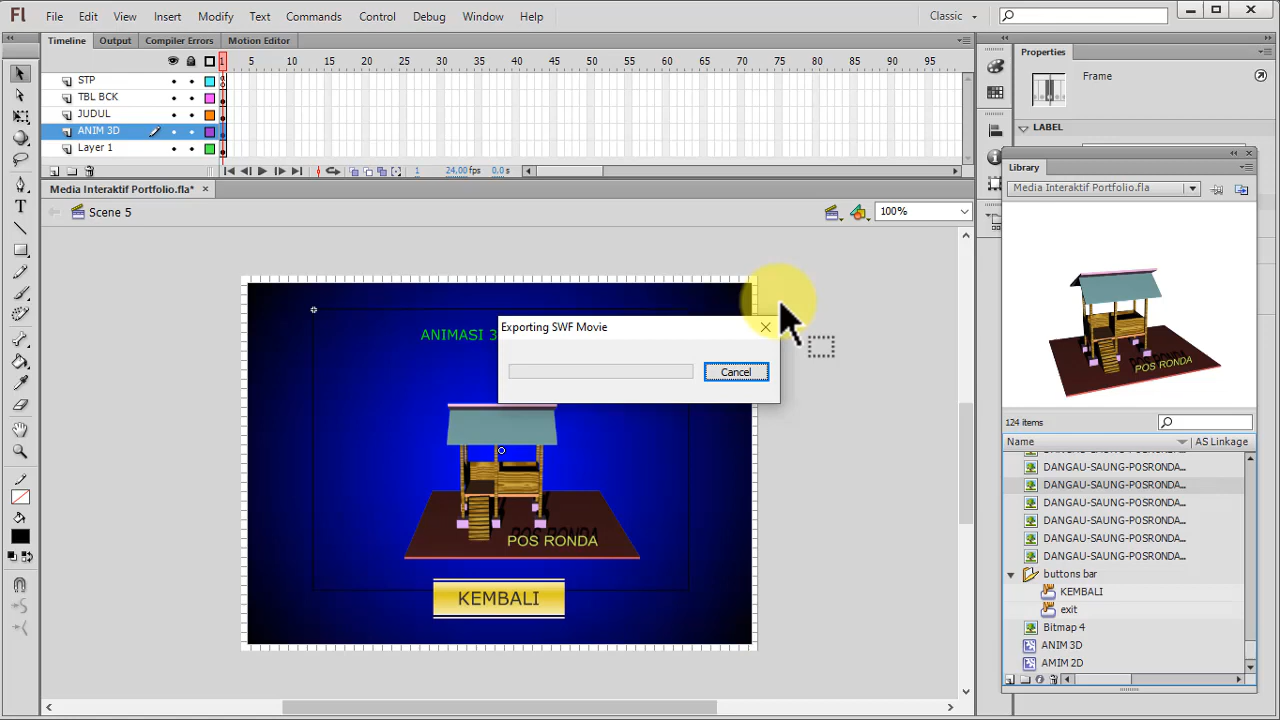 Fl File Edit View Insert Modify Text Commands Control Debug Window Help Classic
Timeline Output Compiler Errors Motion Editor
1 5 10 15 20 25 30 35 40 45 50 55 60 65 70 75 80 85 90 95
STP
TBL BCK
JUDUL
ANIM 3D
Layer 1
1 24.00 fps 0.0 s
Media Interaktif Portfolio.fla* ×
Scene 5
100%
ANIMASI 3
Exporting SWF Movie
Cancel
POS RONDA
KEMBALI
Properties
Frame
LABEL
Library
Media Interaktif Portfolio.fla
POS RONDA
124 items
Name AS Linkage
DANGAU-SAUNG-POSRONDA...
DANGAU-SAUNG-POSRONDA...
DANGAU-SAUNG-POSRONDA...
DANGAU-SAUNG-POSRONDA...
DANGAU-SAUNG-POSRONDA...
DANGAU-SAUNG-POSRONDA...
DANGAU-SAUNG-POSRONDA...
buttons bar
KEMBALI
exit
Bitmap 4
ANIM 3D
AMIM 2D